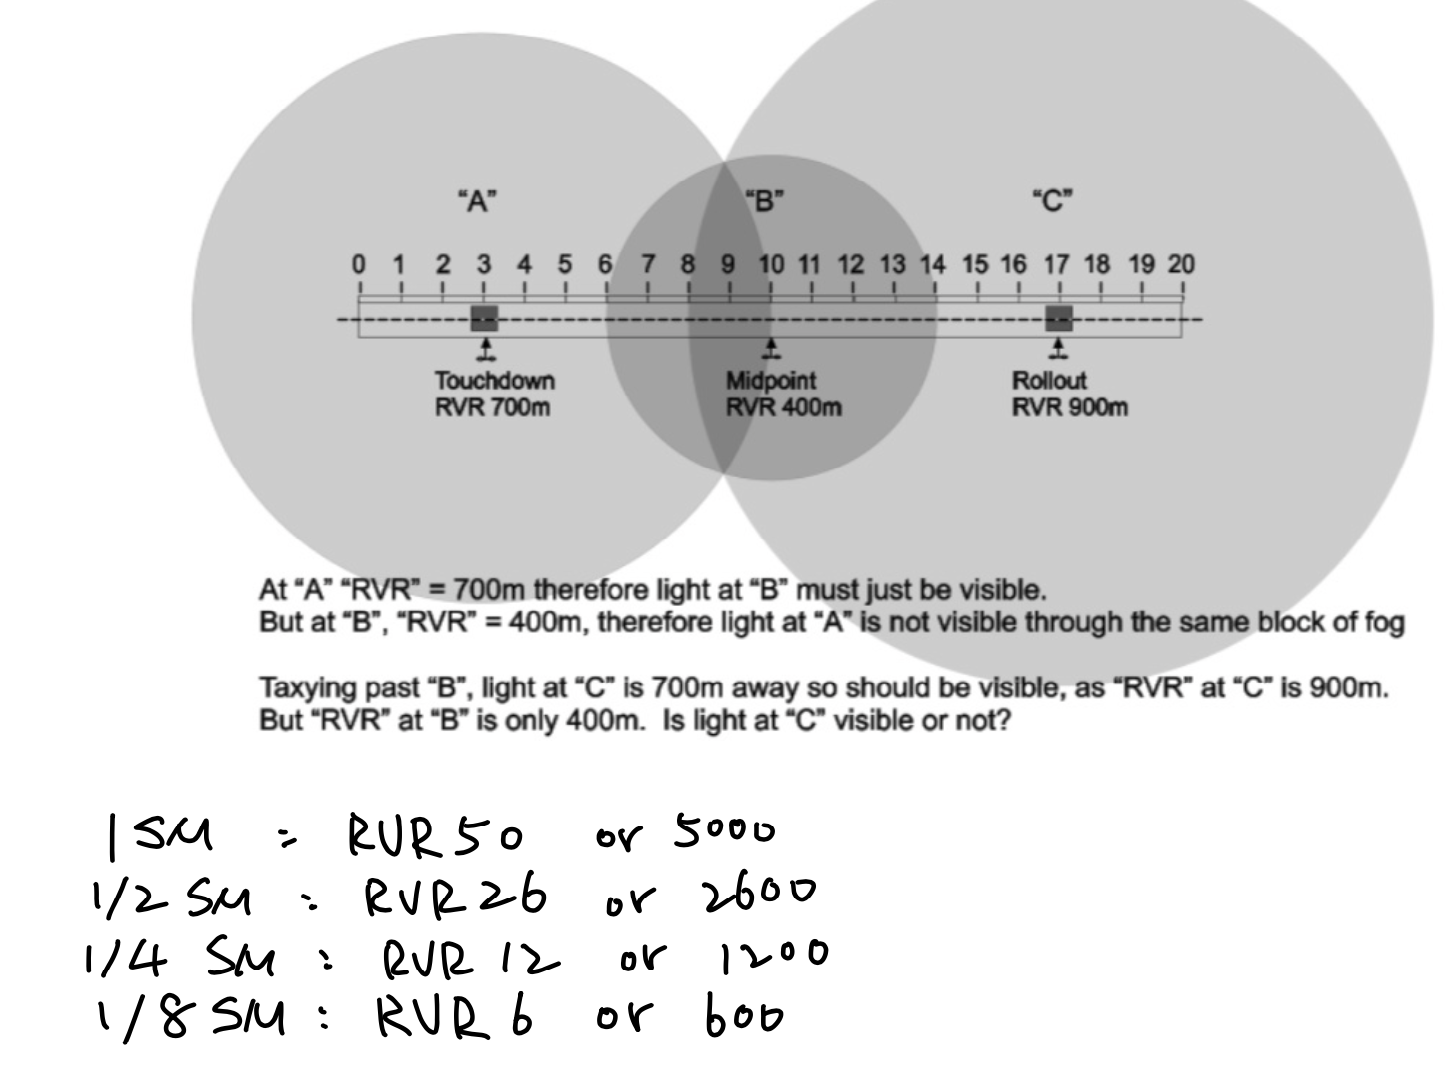 “A” “B” “C”
0 1 2 3 4 5 6 7 8 9 10 11 12 13 14 15 16 17 18 19 20
Touchdown Midpoint Rollout
RVR 700m RVR 400m RVR 900m
At “A” “RVR” = 700m therefore light at “B” must just be visible.
But at “B”, “RVR” = 400m, therefore light at “A” is not visible through the same block of fog
Taxying past “B”, light at “C” is 700m away so should be visible, as “RVR” at “C” is 900m.
But “RVR” at “B” is only 400m. Is light at “C” visible or not?
1 SM : RVR 50 or 5000
1/2 SM : RVR 26 or 2600
1/4 SM : RVR 12 or 1200
1/8 SM : RVR 6 or 600